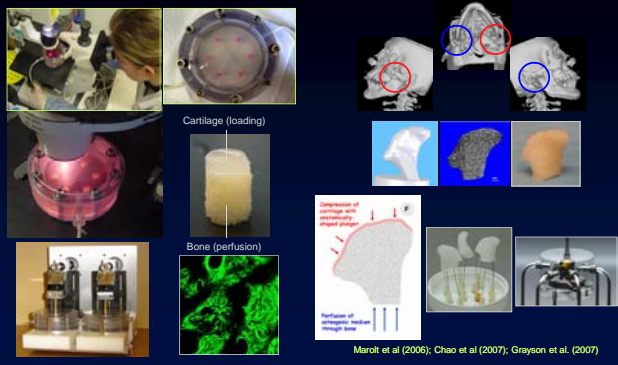 Cartilage (loading)
Bone (perfusion)
Compression of
cartilage with
anatomically-
shaped plunger
F
Perfusion of
osteogenic medium
through bone
Marolt et al (2006); Chao et al (2007); Grayson et al. (2007)